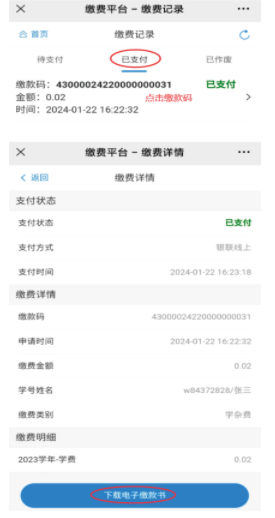 缴费平台 – 缴费记录
首页 缴费记录
待支付 已支付 已作废
缴款码：43000024220000000031 已支付
金额：0.02 点击缴款码
时间：2024-01-22 16:22:32
缴费平台 – 缴费详情
返回 缴费详情
支付状态
支付状态 已支付
支付方式 银联线上
支付时间 2024-01-22 16:23:18
缴费详情
缴款码 43000024220000000031
申请时间 2024-01-22 16:22:32
缴费金额 0.02
学号姓名 w84372828/张三
缴费类别 学杂费
缴费明细
2023学年-学费 0.02
下载电子缴款书